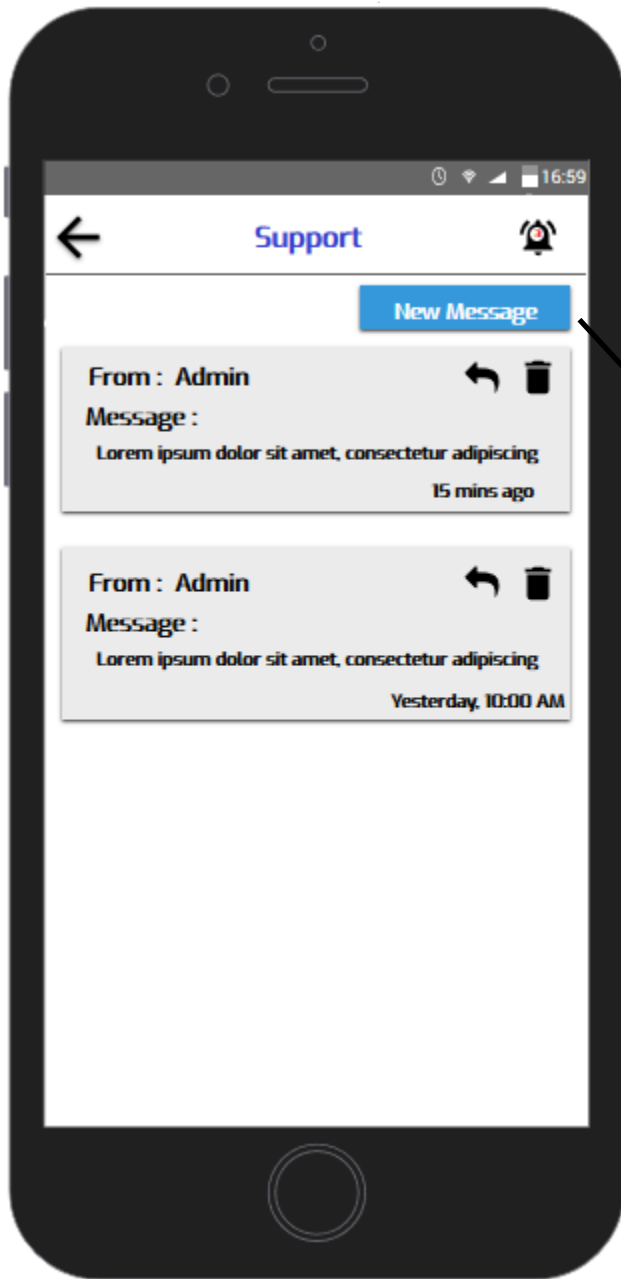 16:59
Support
New Message
From : Admin
Message :
Lorem ipsum dolor sit amet, consectetur adipiscing
15 mins ago
From : Admin
Message :
Lorem ipsum dolor sit amet, consectetur adipiscing
Yesterday, 10:00 AM